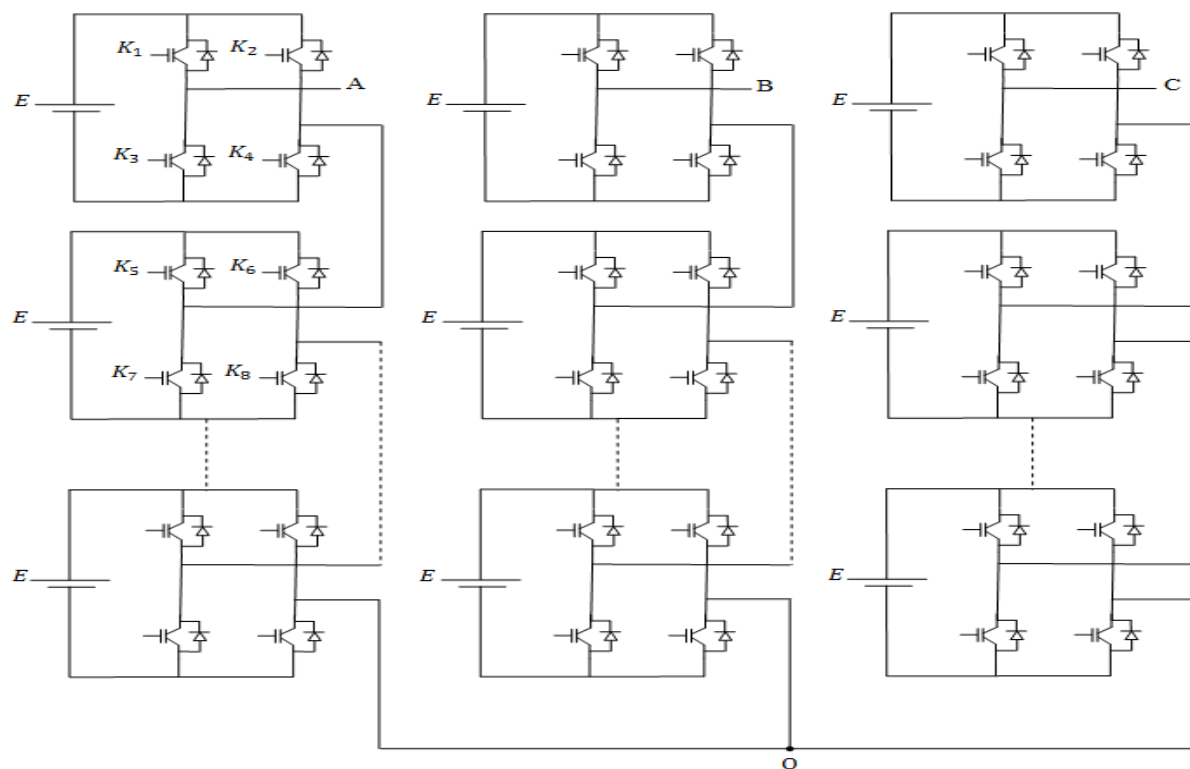 K₁ K₂
A B C
E E E
K₃ K₄
K₅ K₆
E E E
K₇ K₈
E E E
O